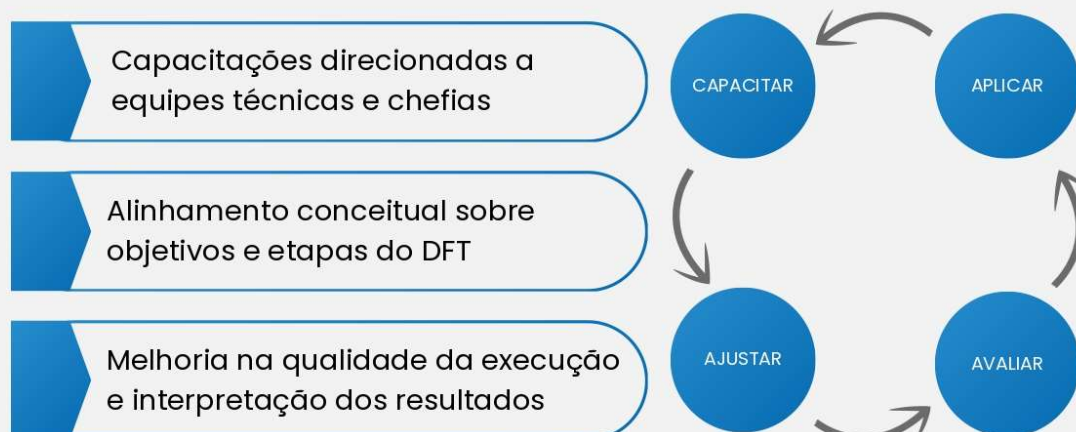 Capacitações direcionadas a
equipes técnicas e chefias
Alinhamento conceitual sobre
objetivos e etapas do DFT
Melhoria na qualidade da execução
e interpretação dos resultados
CAPACITAR
APLICAR
AJUSTAR
AVALIAR